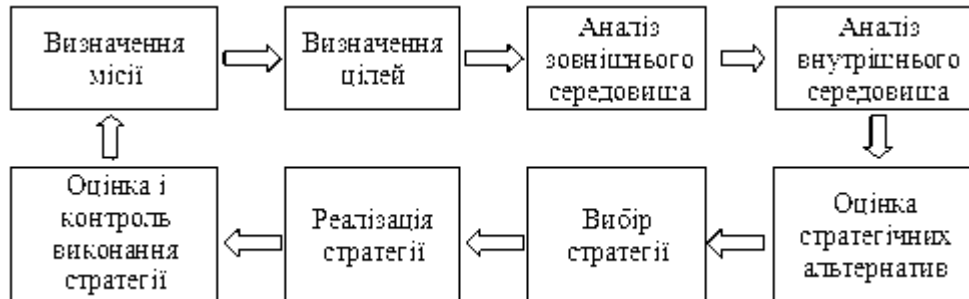 Визначення
місії
Визначення
цілей
Аналіз
зовнішнього
середовища
Аналіз
внутрішнього
середовища
Оцінка
стратегічних
альтернатив
Вибір
стратегії
Реалізація
стратегії
Оцінка і
контроль
виконання
стратегії